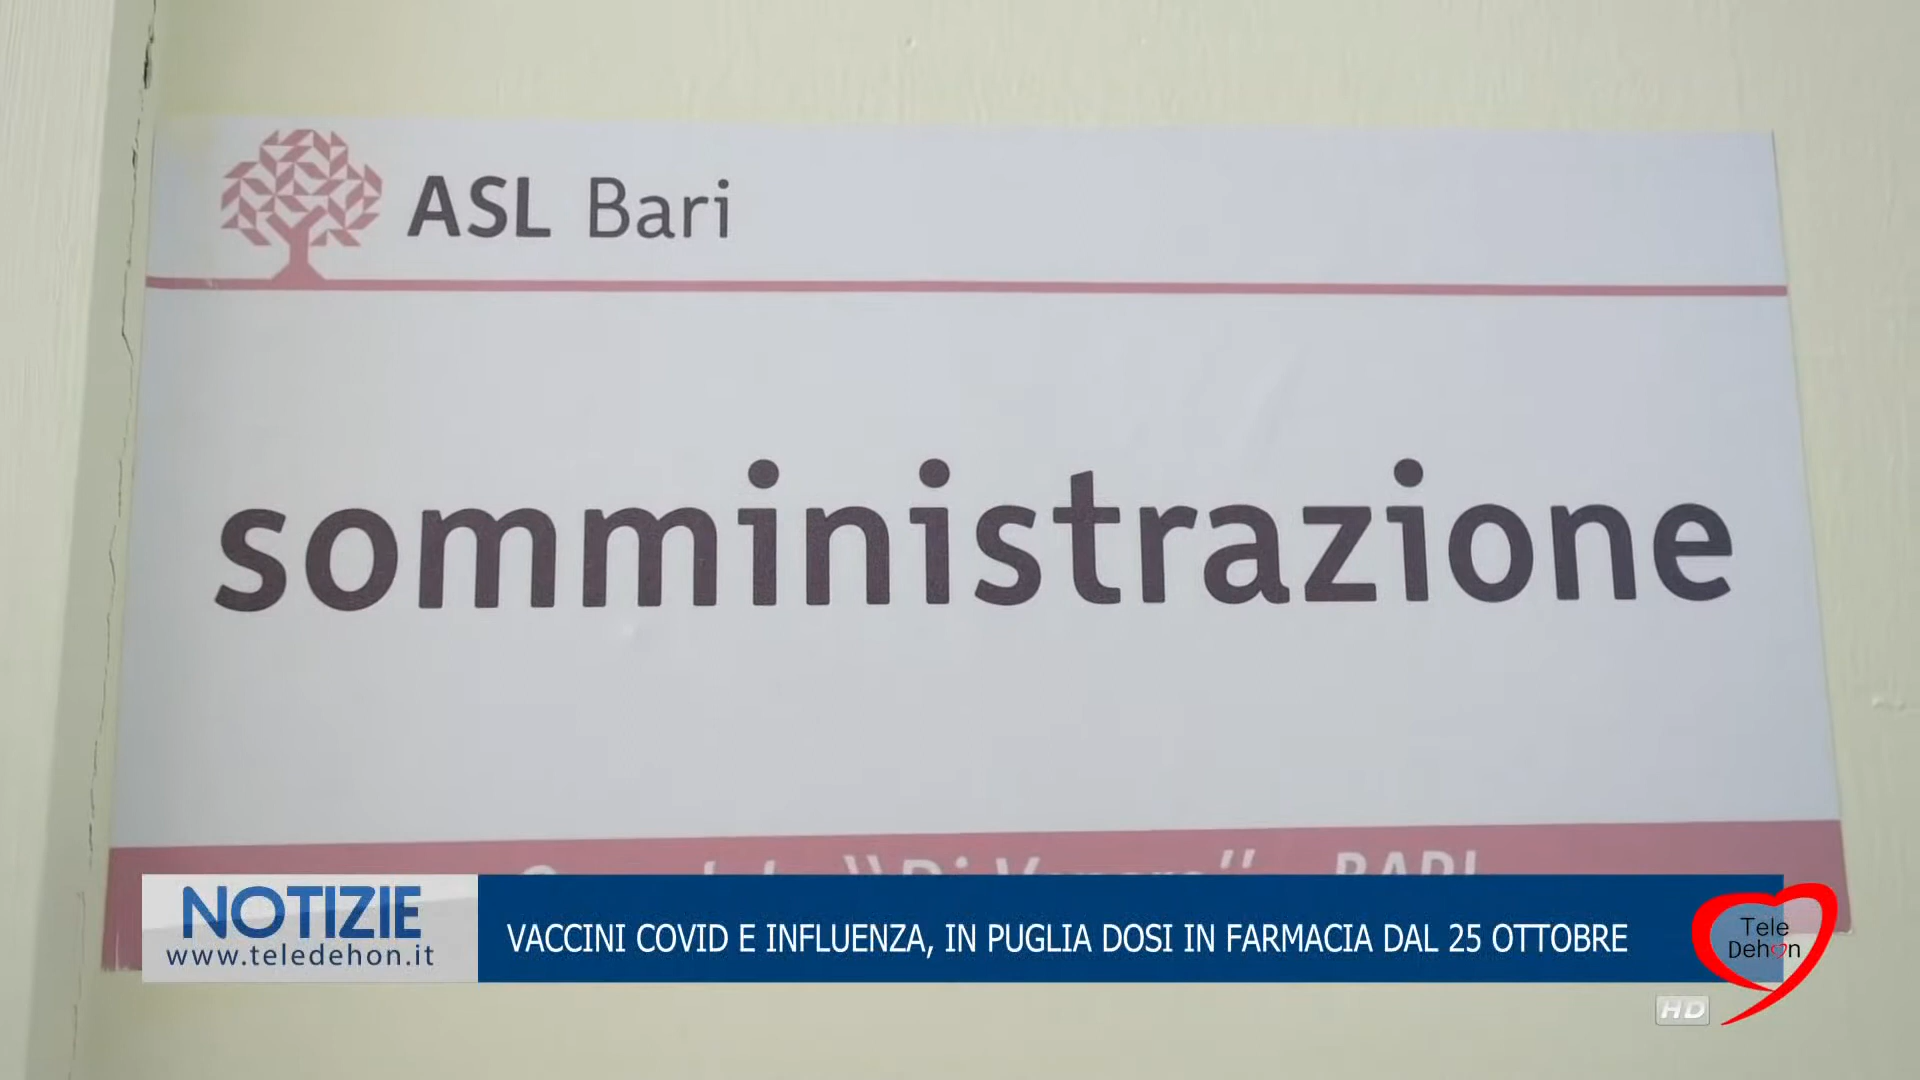 ASL Bari
somministrazione
BARI
NOTIZIE
www.teledehon.it
VACCINI COVID E INFLUENZA, IN PUGLIA DOSI IN FARMACIA DAL 25 OTTOBRE
Tele
Dehon
HD